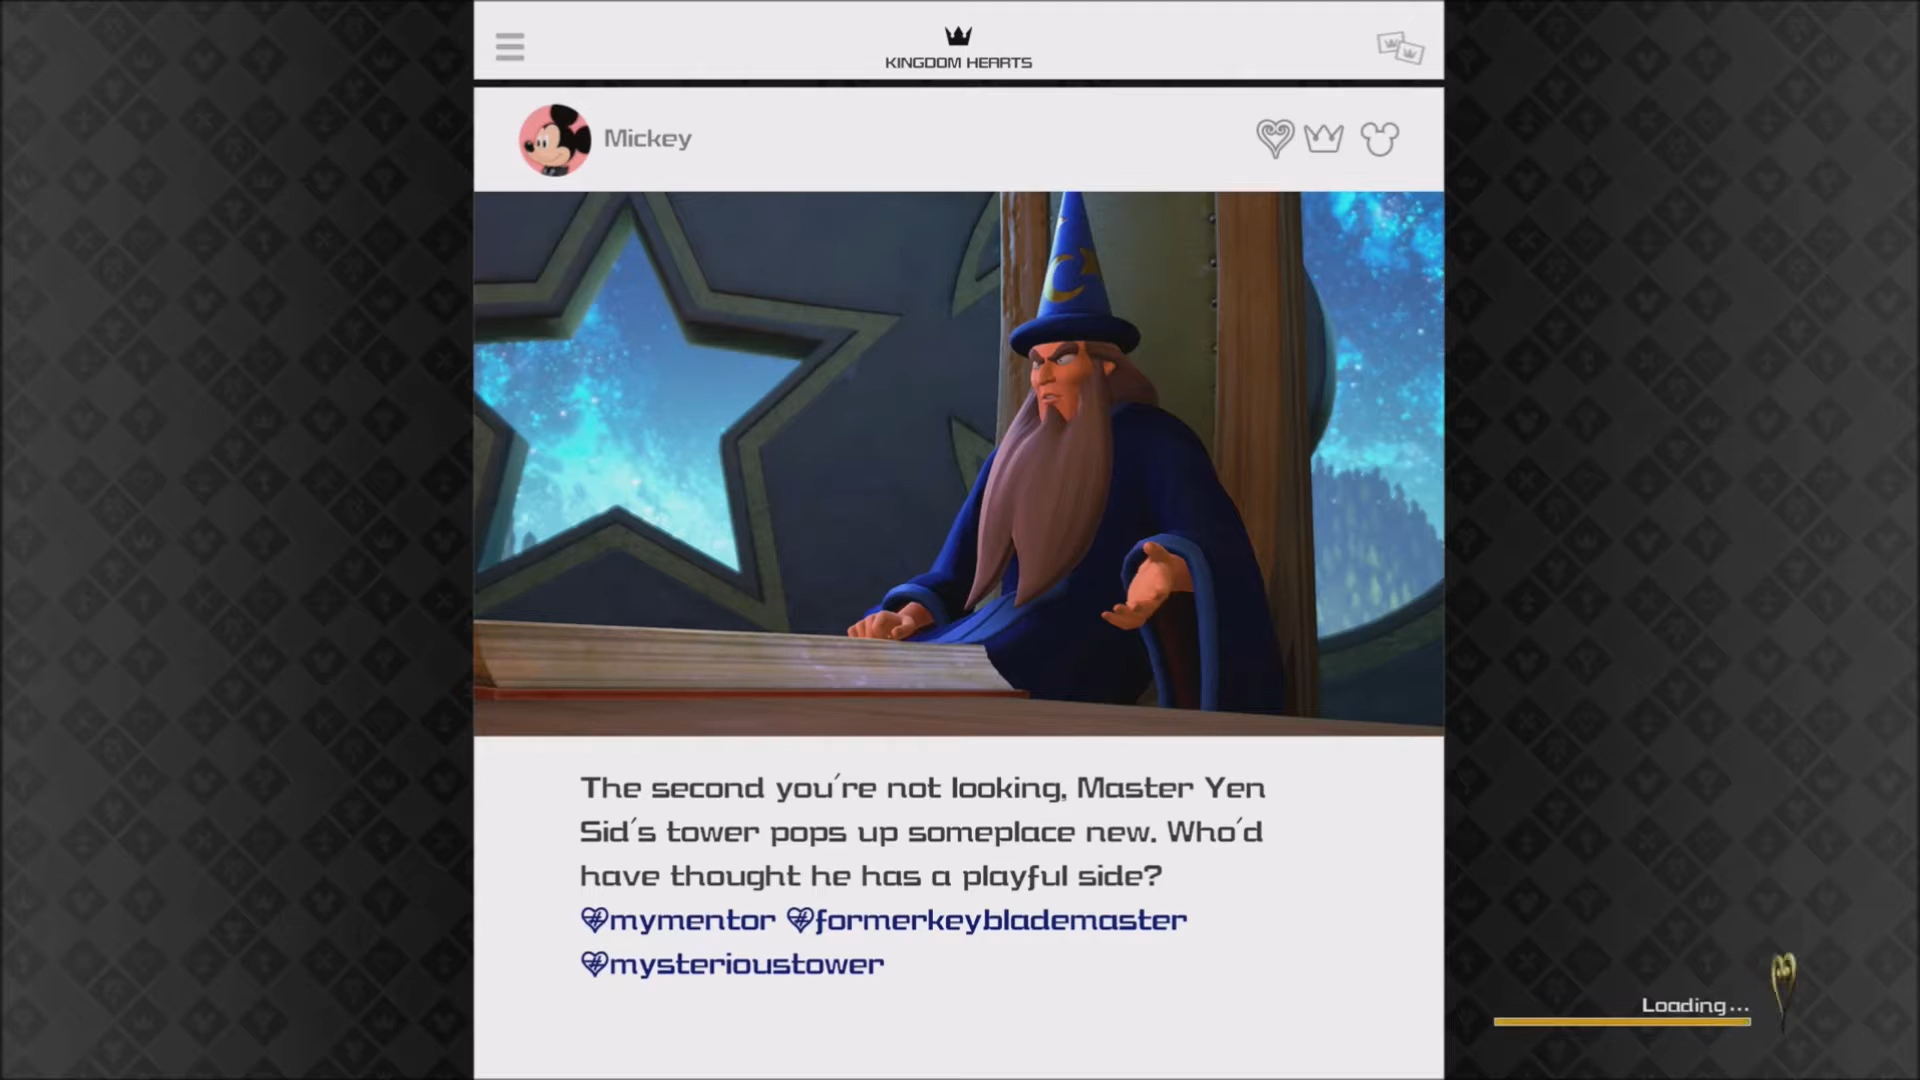 KINGDOM HEARTS
Mickey
The second you're not looking, Master Yen
Sid's tower pops up someplace new. Who'd
have thought he has a playful side?
#mymentor #formerkeyblademaster
#mysterioustower
Loading...